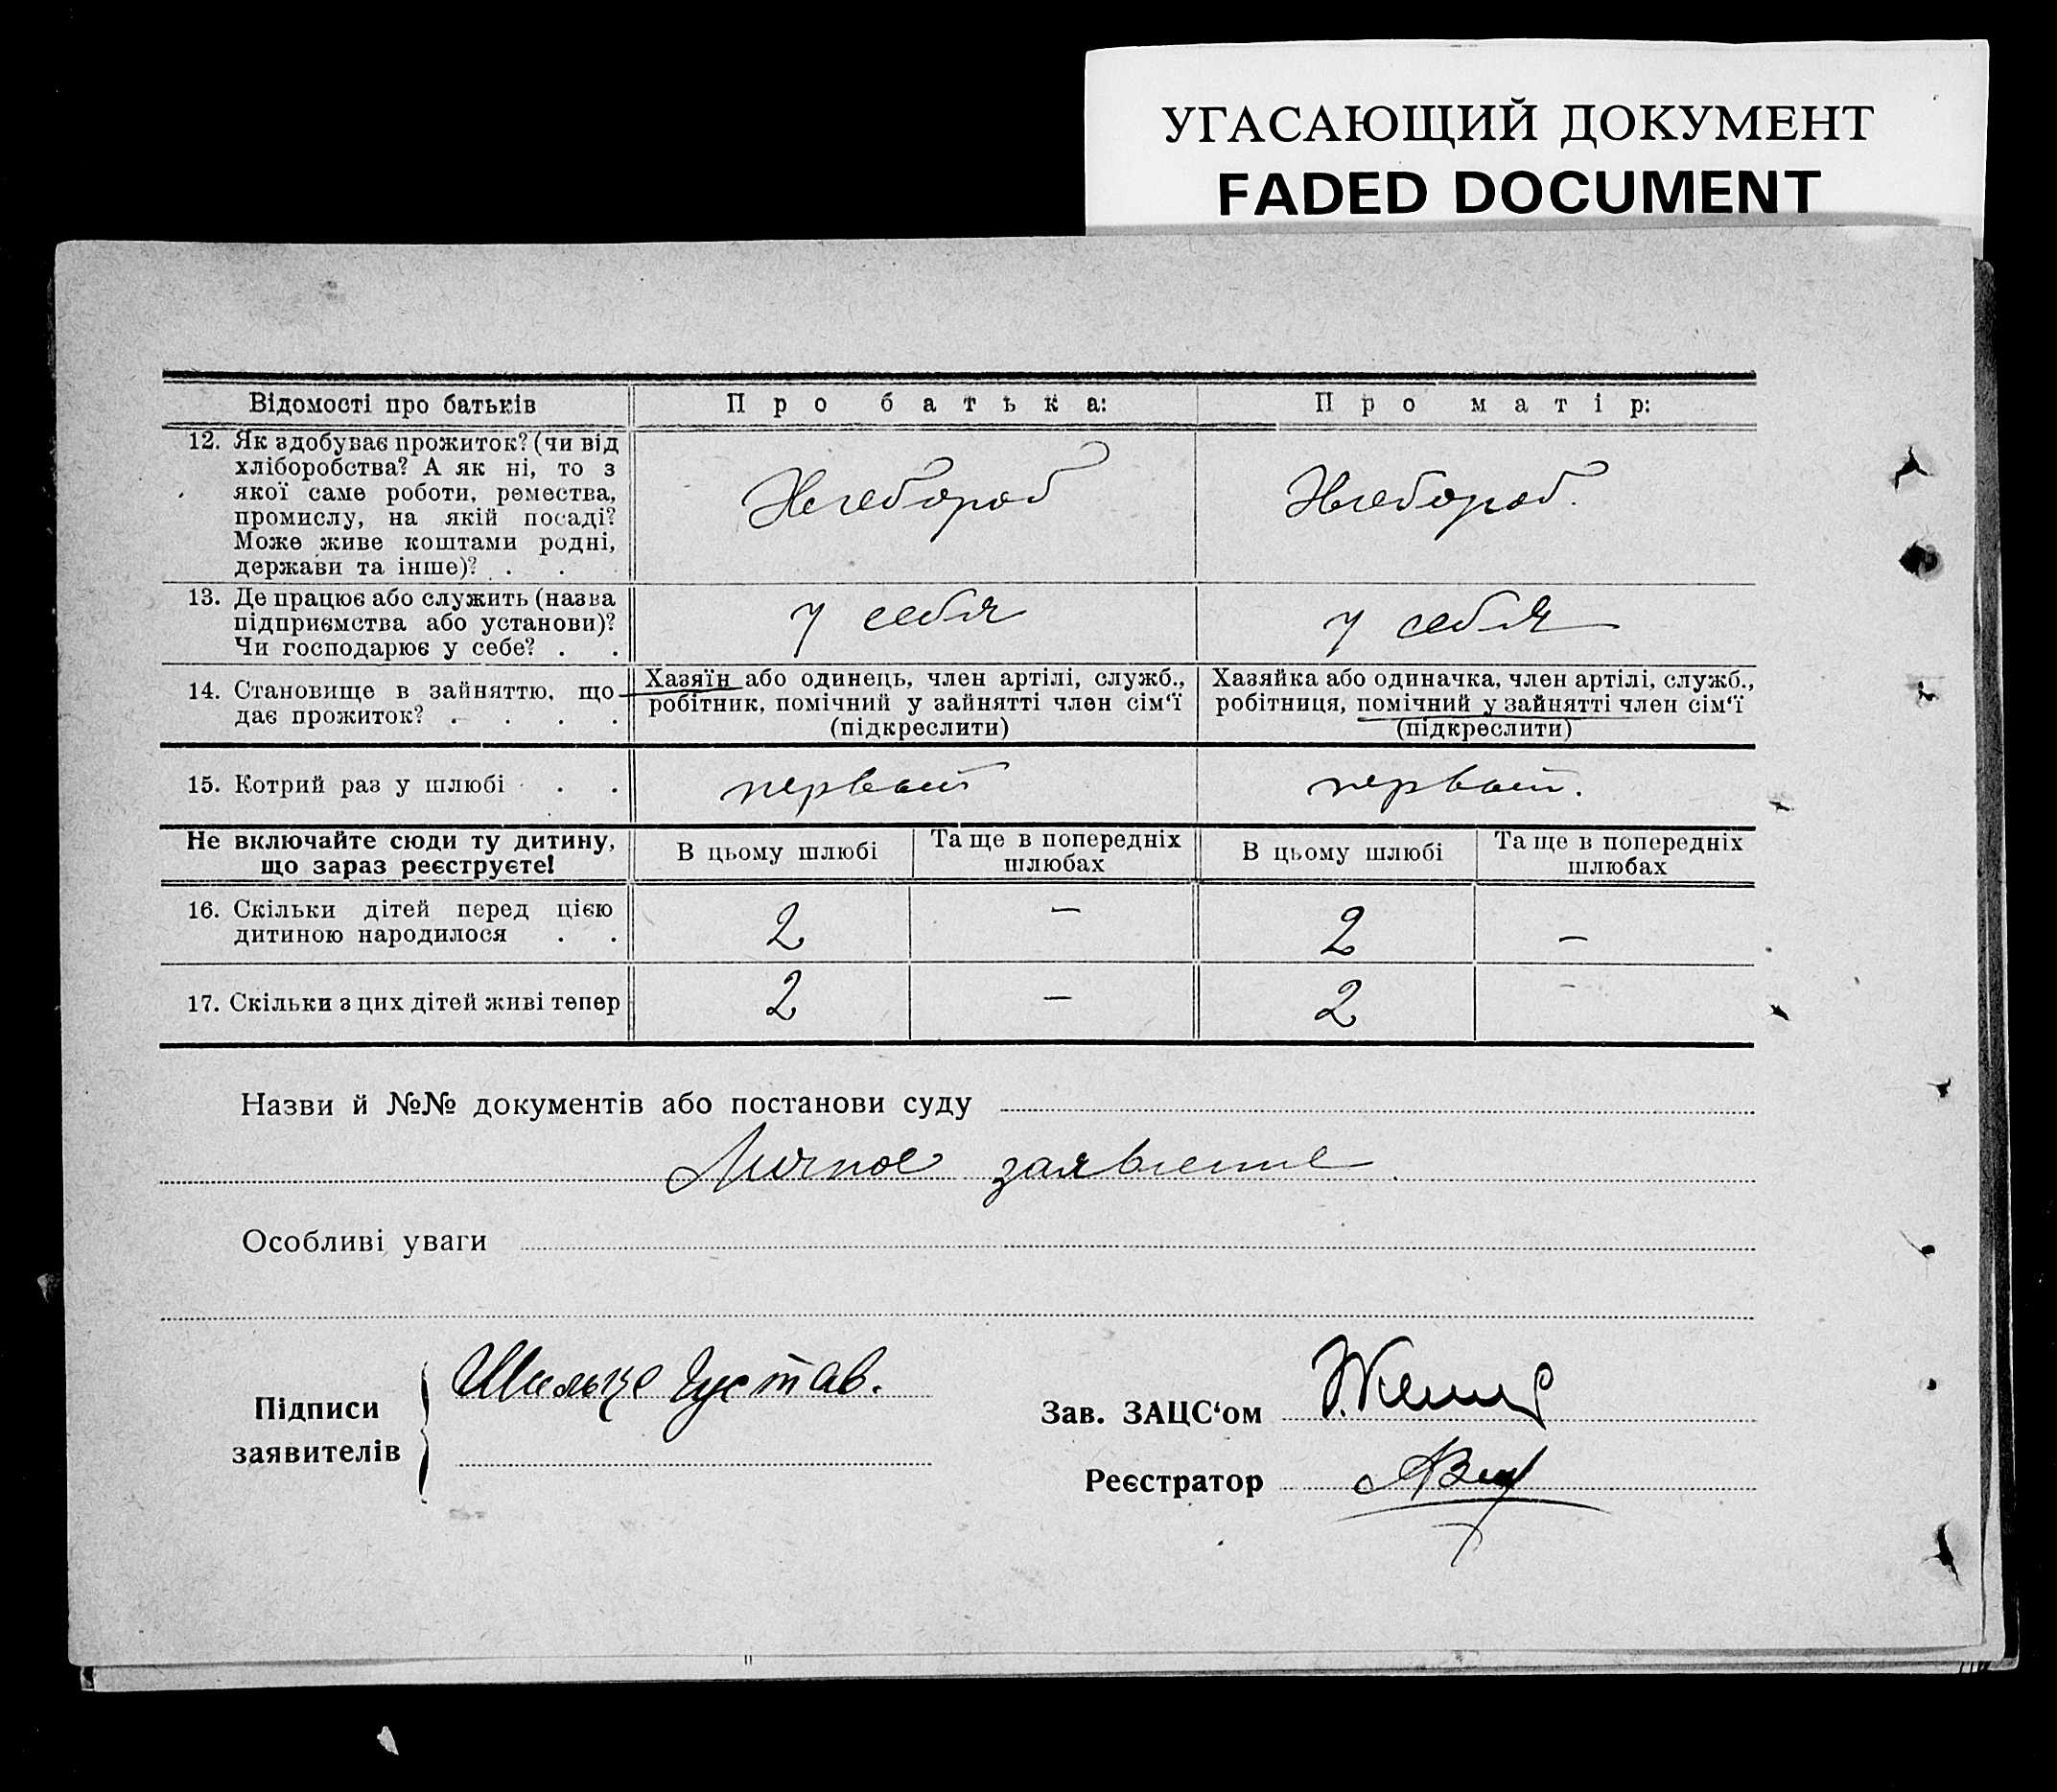 УГАСАЮЩИЙ ДОКУМЕНТ
FADED DOCUMENT
Відомості про батьків
Про батька:
Про матір:
12. Як здобуває прожиток? (чи від
хліборобства? А як ні, то з
якої саме роботи, ремества,
промислу, на якій посаді?
Може живе коштами родні,
держави та інше)? . .
Хлебороб
Хлебороб.
13. Де працює або служить (назва
підприємства або установи)?
Чи господарює у себе? . .
У себя
У себя
14. Становище в зайняттю, що
дає прожиток? . . . .
Хазяїн або одинець, член артілі, служб.,
робітник, помічний у зайнятті член сім'ї
(підкреслити)
Хазяйка або одиначка, член артілі, служб.,
робітниця, помічний у зайнятті член сім'ї
(підкреслити)
15. Котрий раз у шлюбі . . .
первый
первый.
Не включайте сюди ту дитину,
що зараз реєструєте!
В цьому шлюбі
Та ще в попередніх
шлюбах
В цьому шлюбі
Та ще в попередніх
шлюбах
16. Скільки дітей перед цією
дитиною народилося . .
2 — 2 —
17. Скільки з цих дітей живі тепер
2 — 2 -
Назви й №№ документів або постанови суду
Личное заявление
Особливі уваги
Підписи
заявителів
Шильце Густав.
Зав. ЗАЦС'ом
Реєстратор